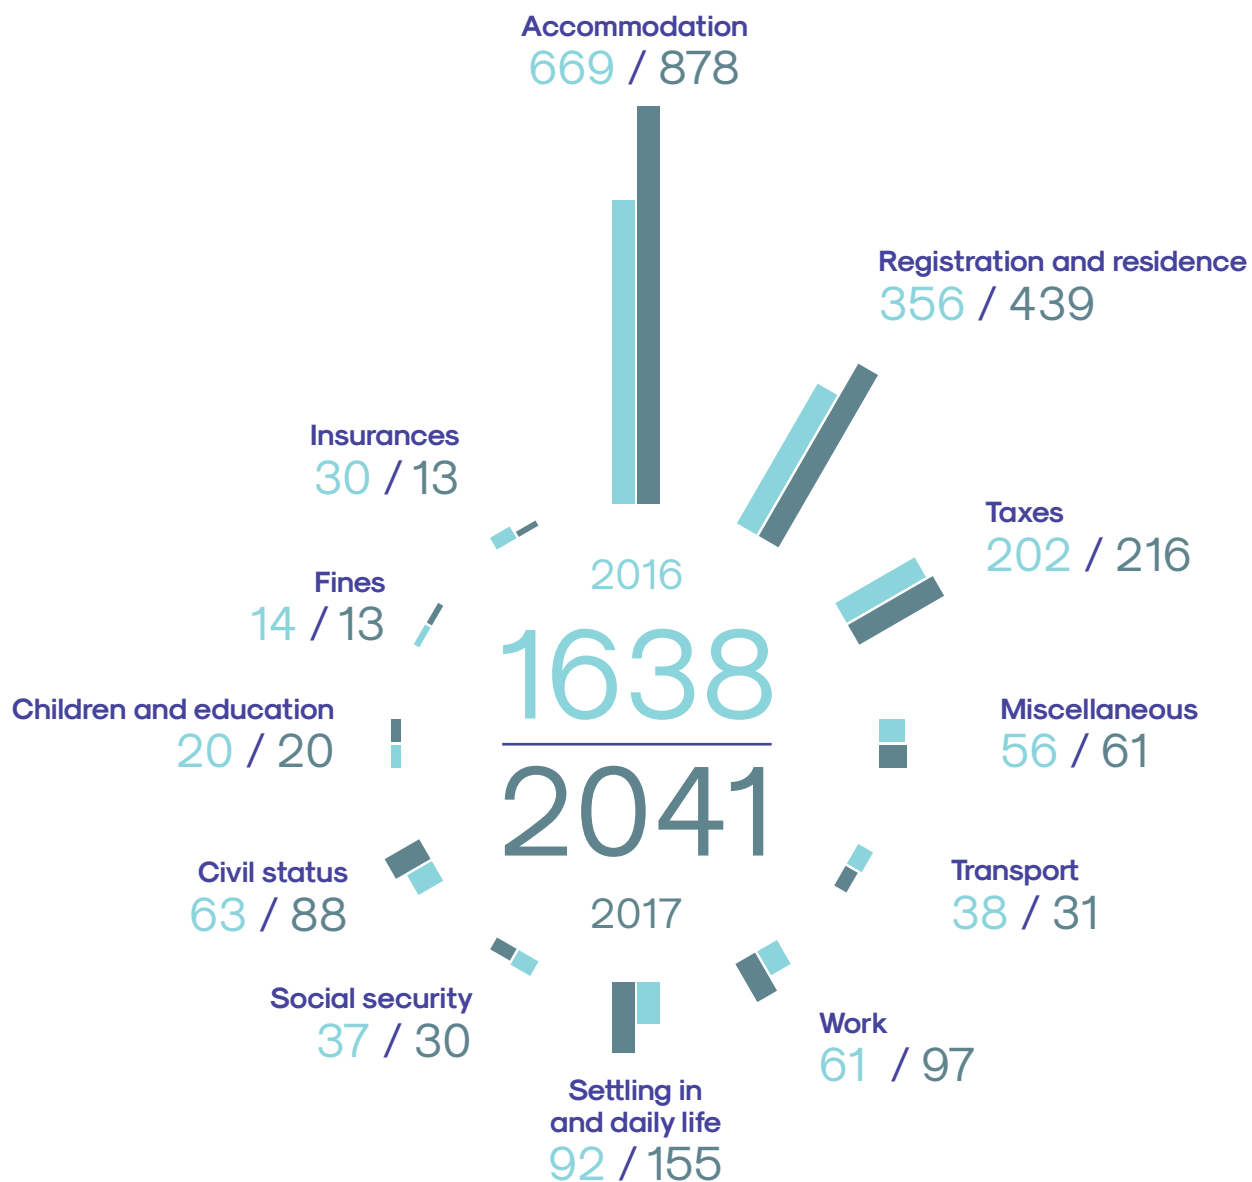 Accommodation
669 / 878
Registration and residence
356 / 439
Taxes
202 / 216
Miscellaneous
56 / 61
Transport
38 / 31
Work
61 / 97
Settling in
and daily life
92 / 155
Social security
37 / 30
Civil status
63 / 88
Children and education
20 / 20
Fines
14 / 13
Insurances
30 / 13
2016
1638
2041
2017